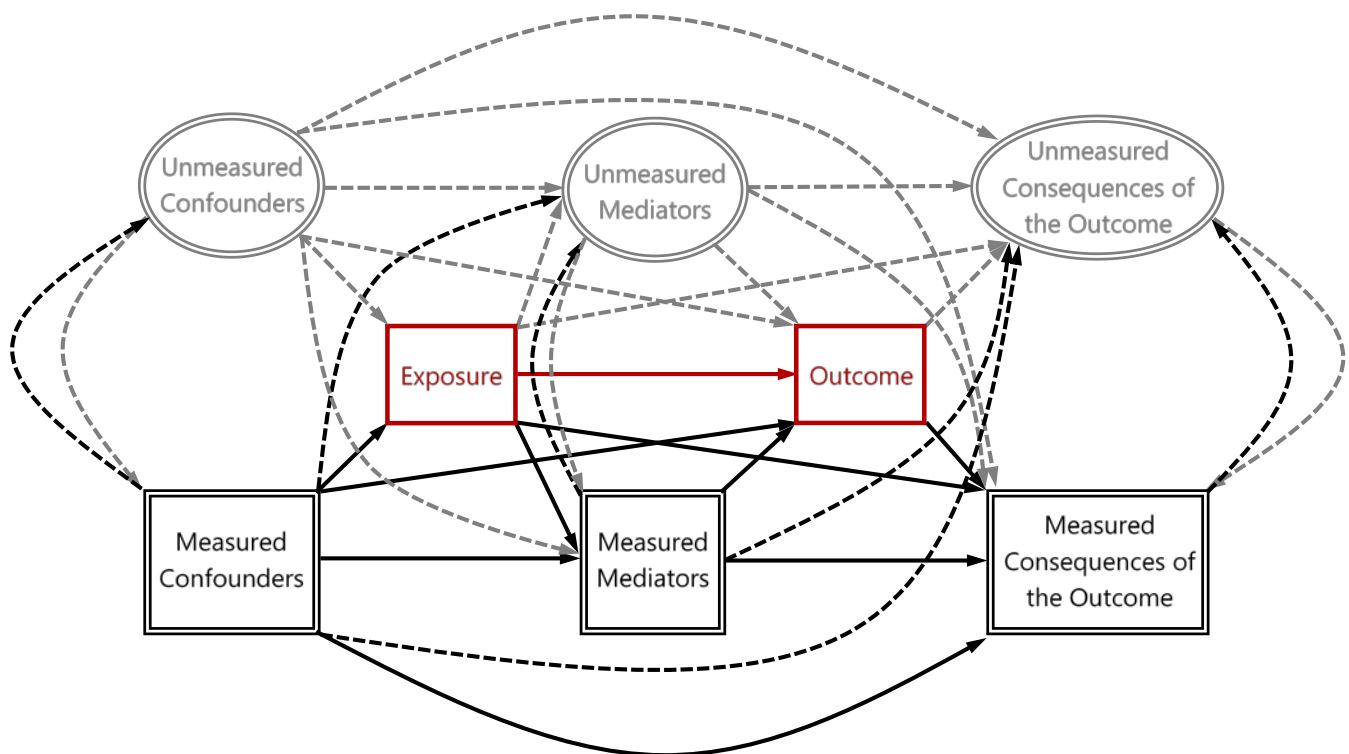 Unmeasured
Confounders
Unmeasured
Mediators
Unmeasured
Consequences of
the Outcome
Exposure
Outcome
Measured
Confounders
Measured
Mediators
Measured
Consequences of
the Outcome